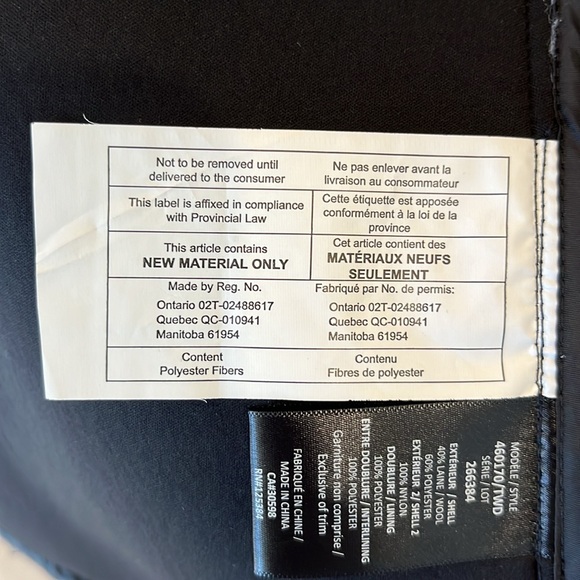 Not to be removed until
delivered to the consumer
Ne pas enlever avant la
livraison au consommateur
This label is affixed in compliance
with Provincial Law
Cette étiquette est apposée
conformément à la loi de la
province
This article contains
NEW MATERIAL ONLY
Cet article contient des
MATÉRIAUX NEUFS
SEULEMENT
Made by Reg. No.
Ontario 02T-02488617
Quebec QC-010941
Manitoba 61954
Fabriqué par No. de permis:
Ontario 02T-02488617
Quebec QC-010941
Manitoba 61954
Content
Polyester Fibers
Contenu
Fibres de polyester
MODÈLE / STYLE
460170/TWD
SÉRIE / LOT
266384
EXTÉRIEUR / SHELL
40% LAINE / WOOL
60% POLYESTER
EXTÉRIEUR 2/ SHELL 2
100% NYLON
DOUBLURE / LINING
100% POLYESTER
ENTRE DOUBLURE/INTERLINING
100% POLYESTER
Garniture non comprise /
Exclusive of trim
FABRIQUÉ EN CHINE /
MADE IN CHINA
CA#30598
RN#125384